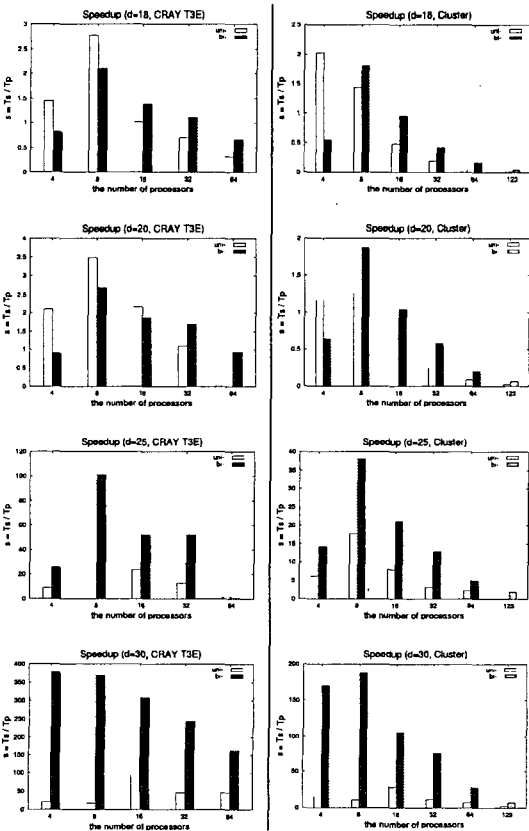 Speedup (d=18, CRAY T3E)
uni-
bi-
3
2.5
2
1.5
1
0.5
0
s = Ts / Tp
4
8
16
32
64
the number of processors
Speedup (d=18, Cluster)
uni-
bi-
2.5
2
1.5
1
0.5
0
s = Ts / Tp
4
8
16
32
64
123
the number of processors
Speedup (d=20, CRAY T3E)
uni-
bi-
4
3.5
3
2.5
2
1.5
1
0.5
0
s = Ts / Tp
4
8
16
32
64
the number of processors
Speedup (d=20, Cluster)
uni-
bi-
2
1.5
1
0.5
0
s = Ts / Tp
4
8
16
32
64
123
the number of processors
Speedup (d=25, CRAY T3E)
uni-
bi-
120
100
80
60
40
20
0
s = Ts / Tp
4
8
16
32
64
the number of processors
Speedup (d=25, Cluster)
uni-
bi-
40
35
30
25
20
15
10
5
0
s = Ts / Tp
4
8
16
32
64
123
the number of processors
Speedup (d=30, CRAY T3E)
uni-
bi-
400
350
300
250
200
150
100
50
0
s = Ts / Tp
4
8
16
32
64
the number of processors
Speedup (d=30, Cluster)
uni-
bi-
200
150
100
50
0
s = Ts / Tp
4
8
16
32
64
123
the number of processors